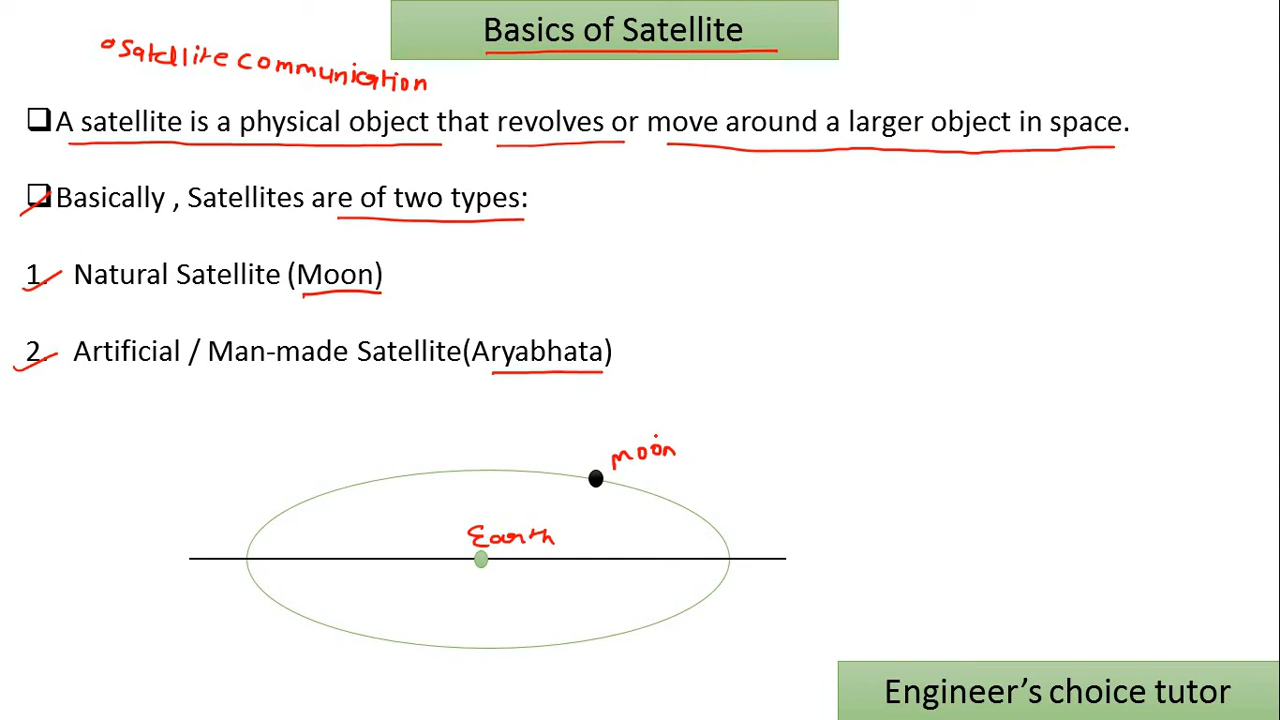 Basics of Satellite
°Satellite communication
A satellite is a physical object that revolves or move around a larger object in space.
Basically , Satellites are of two types:
1. Natural Satellite (Moon)
2. Artificial / Man-made Satellite(Aryabhata)
Moon
Earth
Engineer’s choice tutor